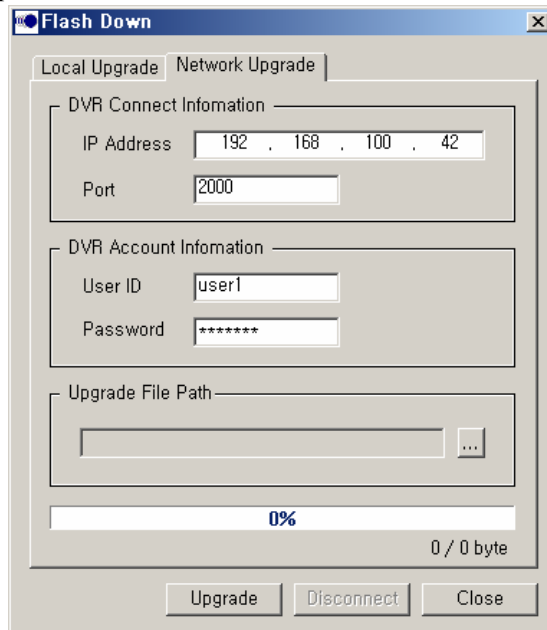 Flash Down
Local Upgrade Network Upgrade
DVR Connect Infomation
IP Address 192 . 168 . 100 . 42
Port 2000
DVR Account Infomation
User ID user1
Password *******
Upgrade File Path
...
0%
0 / 0 byte
Upgrade Disconnect Close